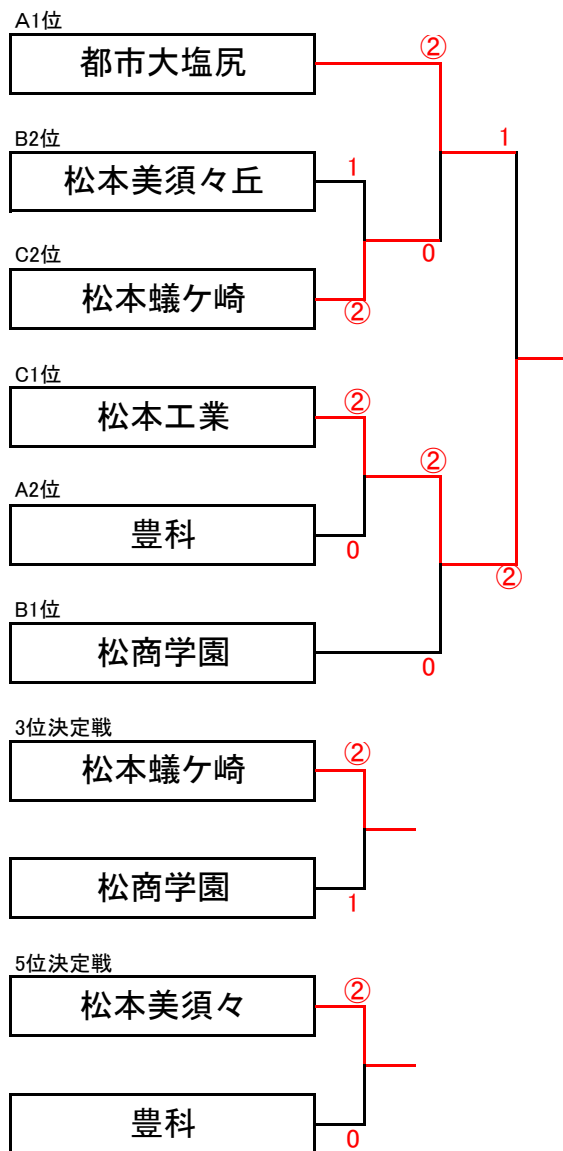 A1位
都市大塩尻
②
B2位
松本美須々丘
1
1
C2位
松本蟻ケ崎
0
②
C1位
松本工業
②
②
A2位
豊科
0
②
B1位
松商学園
0
3位決定戦
松本蟻ケ崎
②
松商学園
1
5位決定戦
松本美須々
②
豊科
0